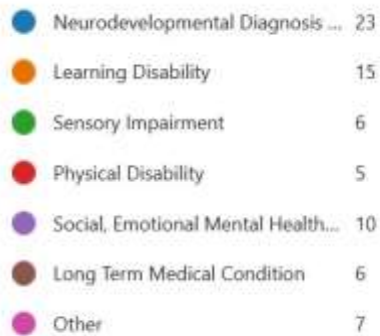 Neurodevelopmental Diagnosis ... 23
Learning Disability 15
Sensory Impairment 6
Physical Disability 5
Social, Emotional Mental Health... 10
Long Term Medical Condition 6
Other 7